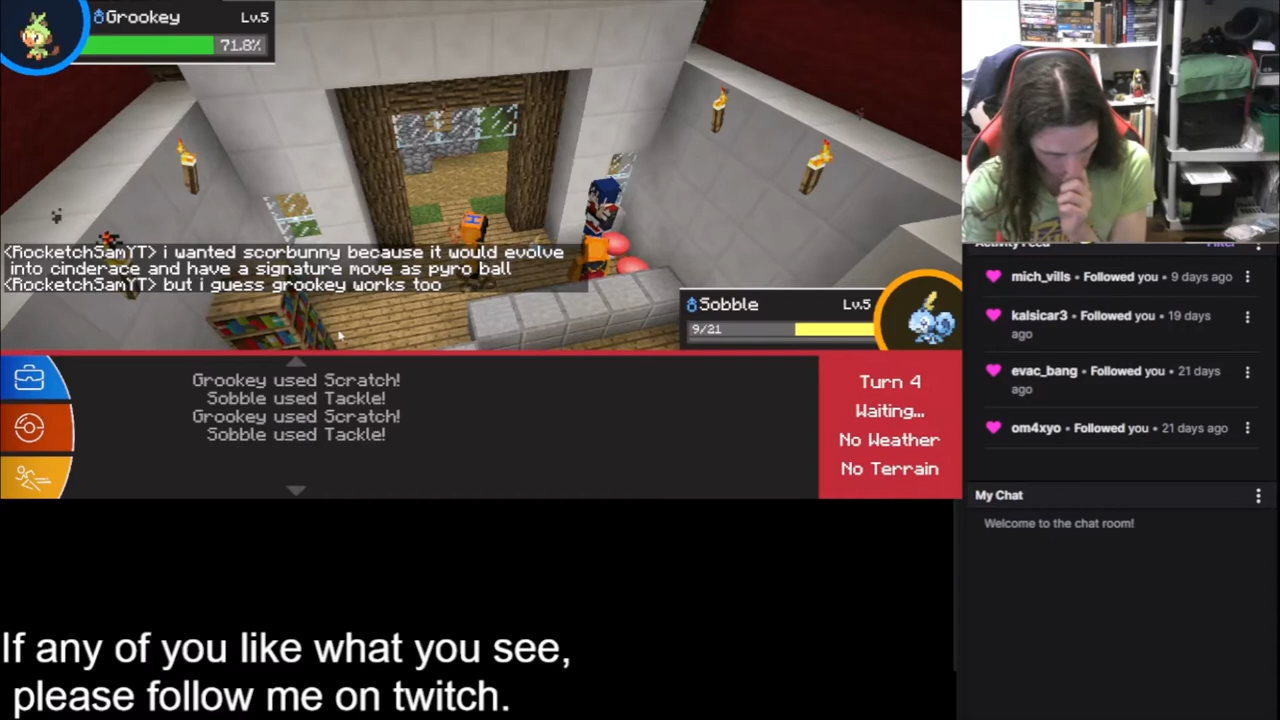 Grookey Lv.5
71.8%
<RocketchSamYT> i wanted scorbunny because it would evolve
into cinderace and have a signature move as pyro ball
<RocketchSamYT> but i guess grookey works too
Sobble Lv.5
9/21
Grookey used Scratch!
Sobble used Tackle!
Grookey used Scratch!
Sobble used Tackle!
Turn 4
Waiting...
No Weather
No Terrain
Activity Feed Filter
mich_vills • Followed you • 9 days ago
kalsicar3 • Followed you • 19 days
ago
evac_bang • Followed you • 21 days
ago
om4xyo • Followed you • 21 days ago
My Chat
Welcome to the chat room!
If any of you like what you see,
please follow me on twitch.